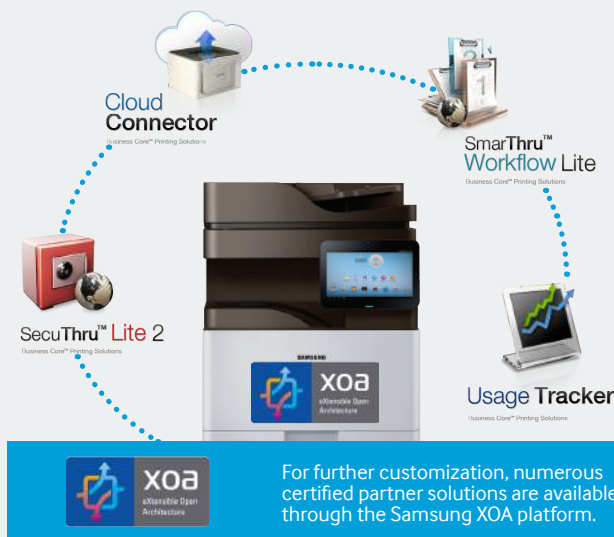 Cloud
Connector
Business Core™ Printing Solutions
SmarThru™
Workflow Lite
Business Core™ Printing Solutions
SecuThru™ Lite 2
Business Core™ Printing Solutions
Usage Tracker
Business Core™ Printing Solutions
SAMSUNG
xoa
eXtensible Open
Architecture
xoa
eXtensible Open
Architecture
For further customization, numerous
certified partner solutions are available
through the Samsung XOA platform.